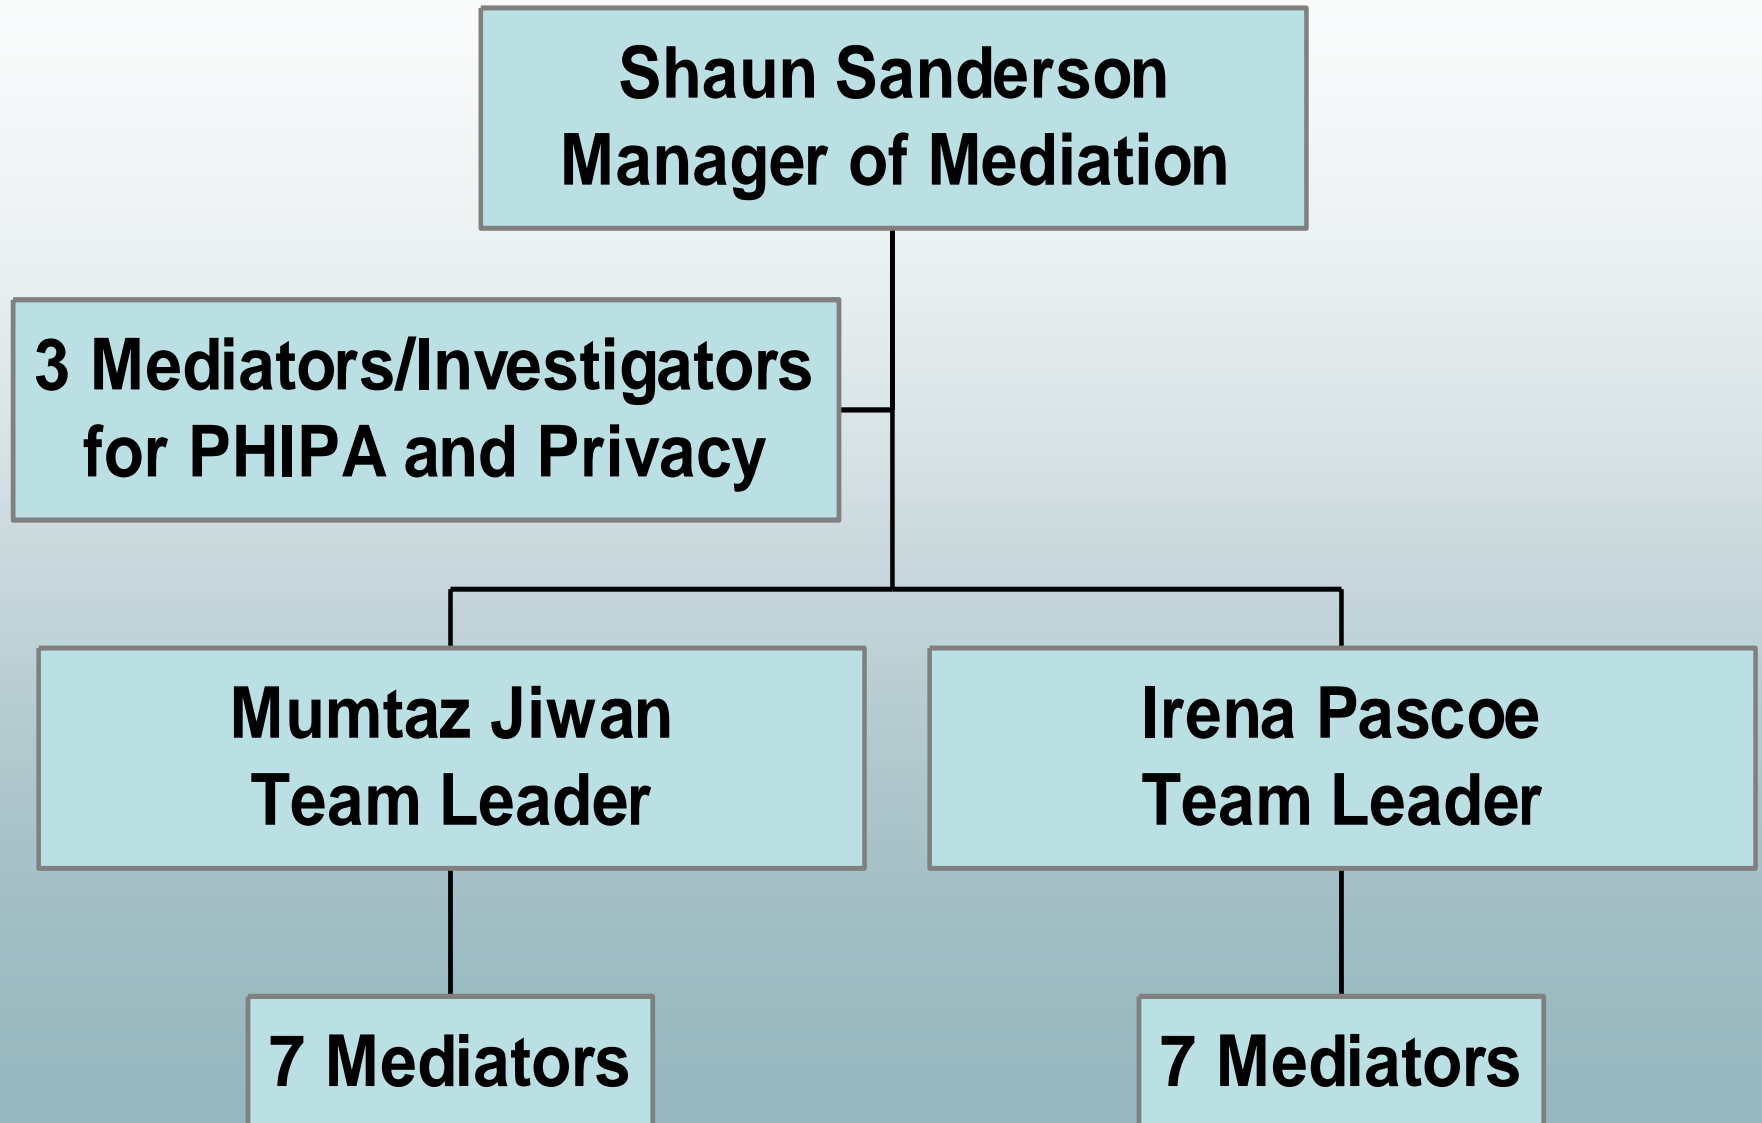 Shaun Sanderson
Manager of Mediation
3 Mediators/Investigators
for PHIPA and Privacy
Mumtaz Jiwan
Team Leader
Irena Pascoe
Team Leader
7 Mediators
7 Mediators